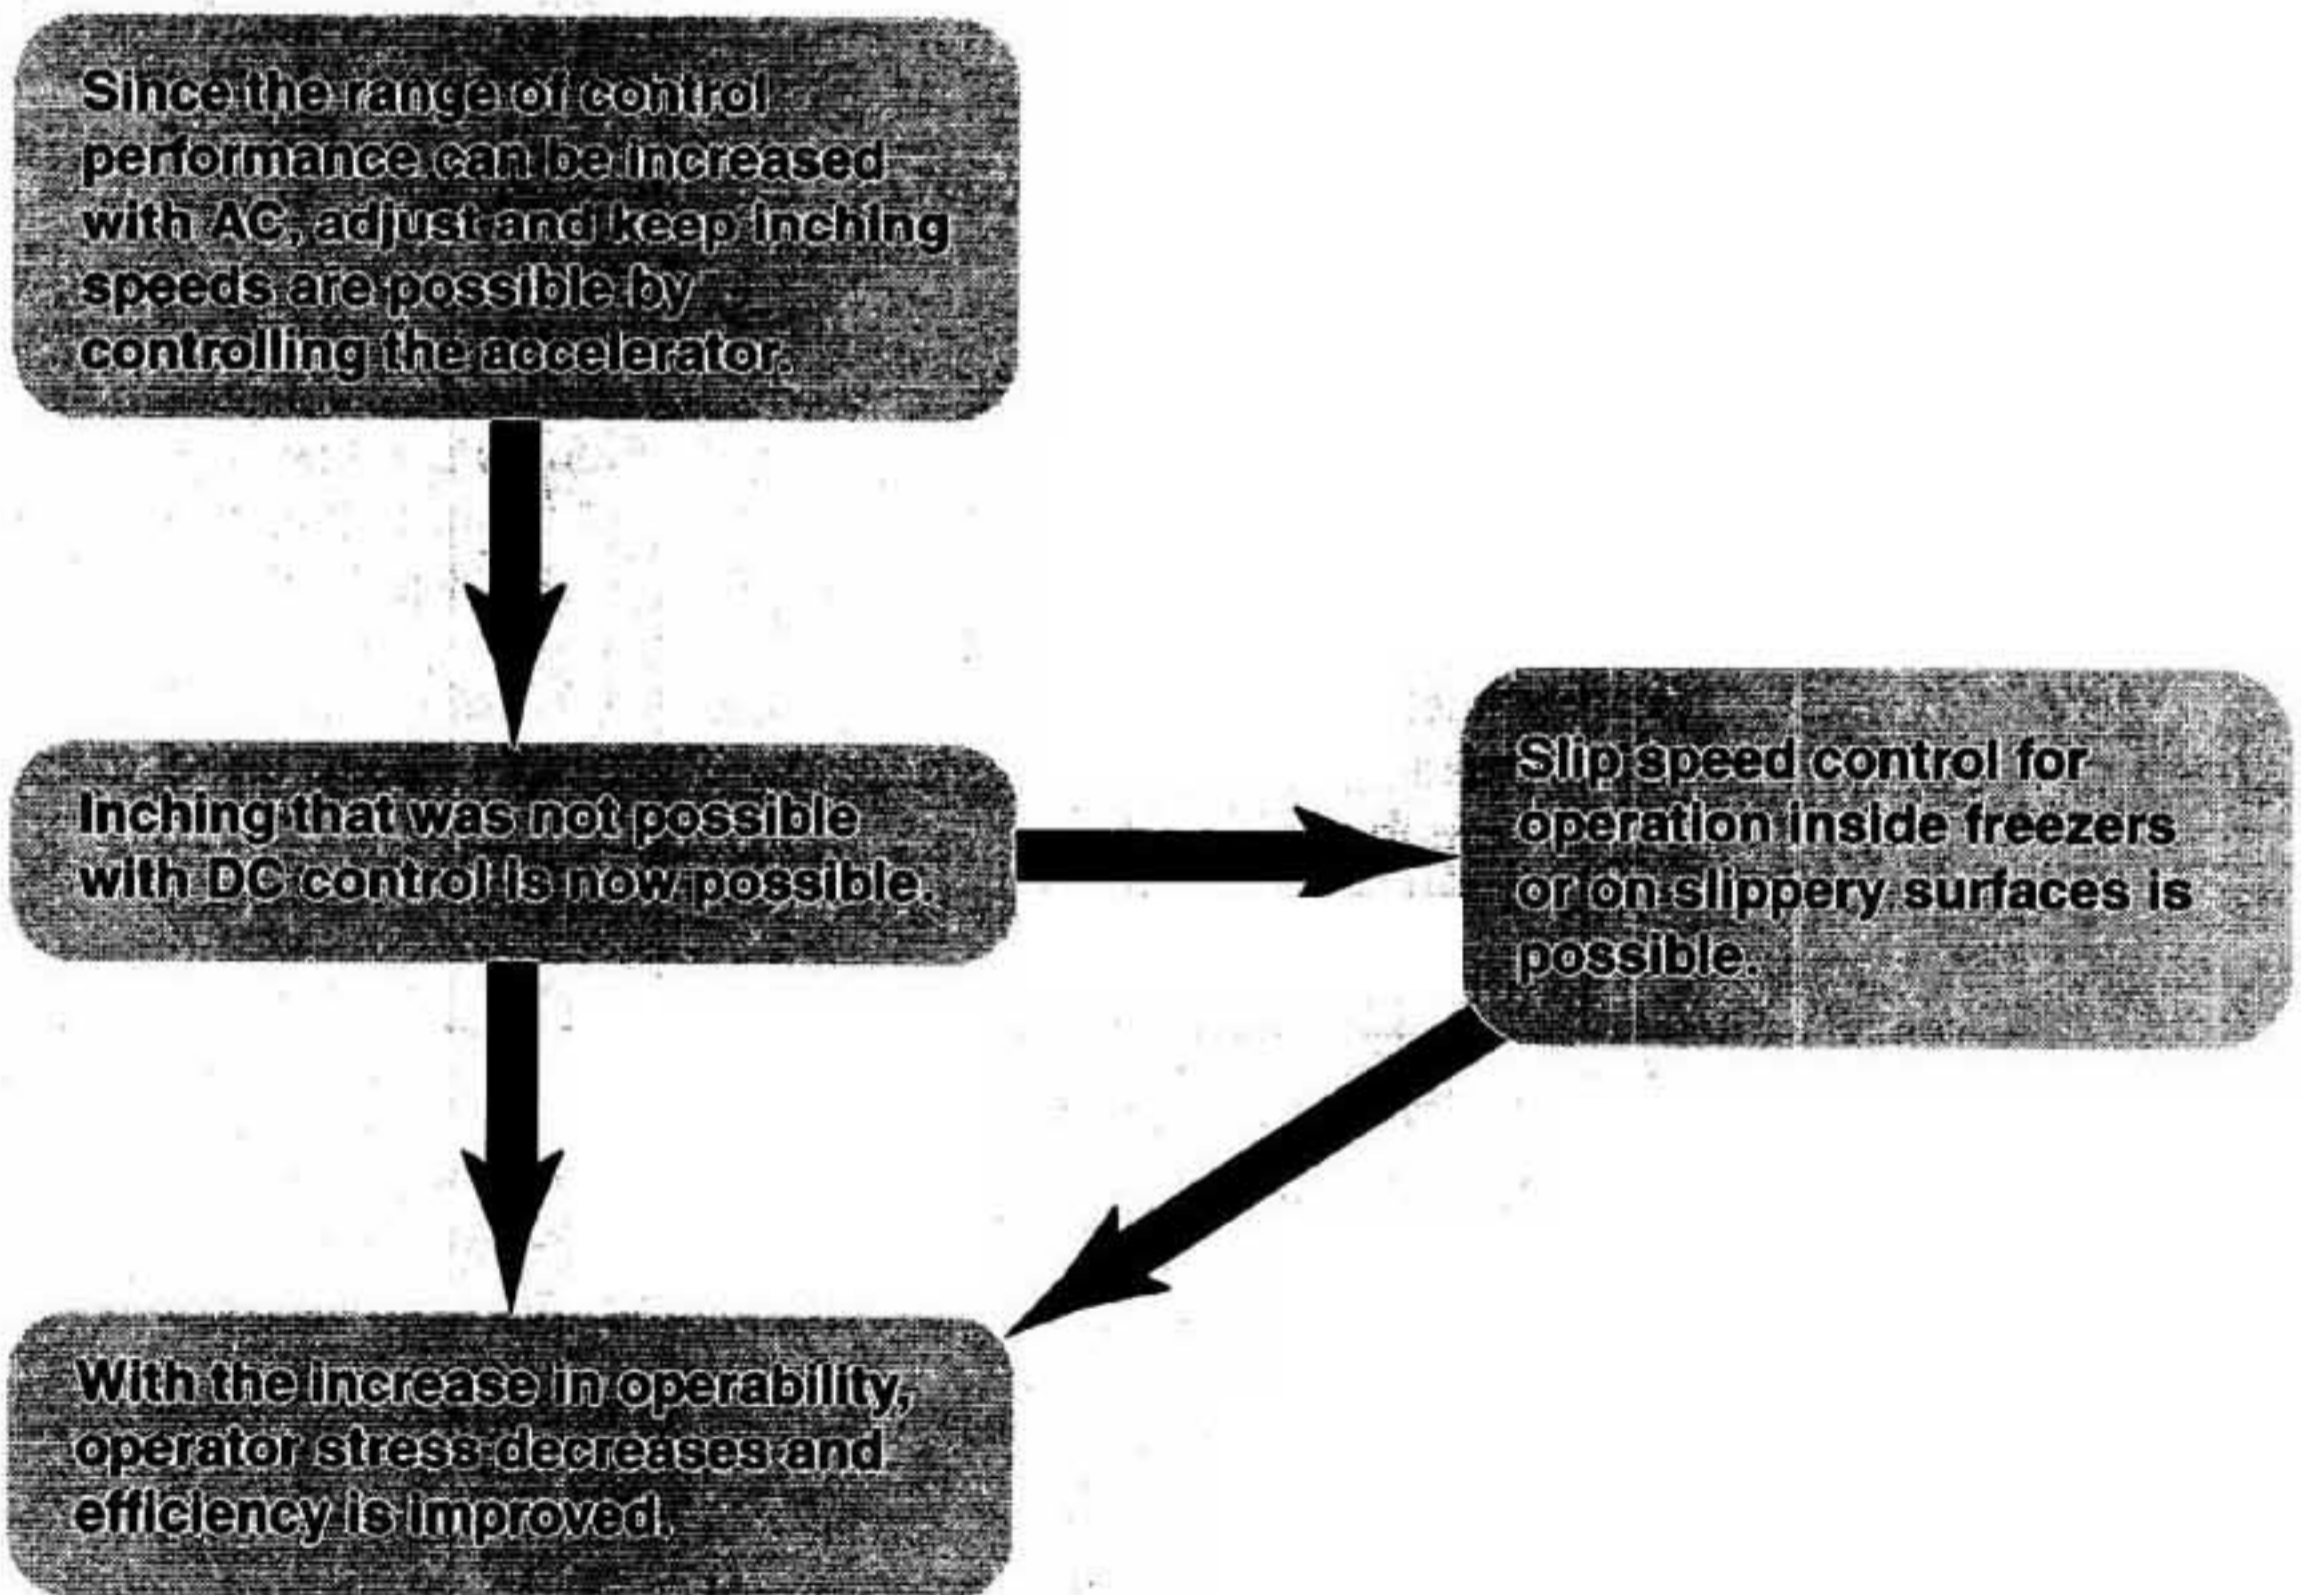 Since the range of control
performance can be increased
with AC, adjust and keep inching
speeds are possible by
controlling the accelerator.
Inching that was not possible
with DC control is now possible.
Slip speed control for
operation inside freezers
or on slippery surfaces is
possible.
With the increase in operability,
operator stress decreases and
efficiency is improved.